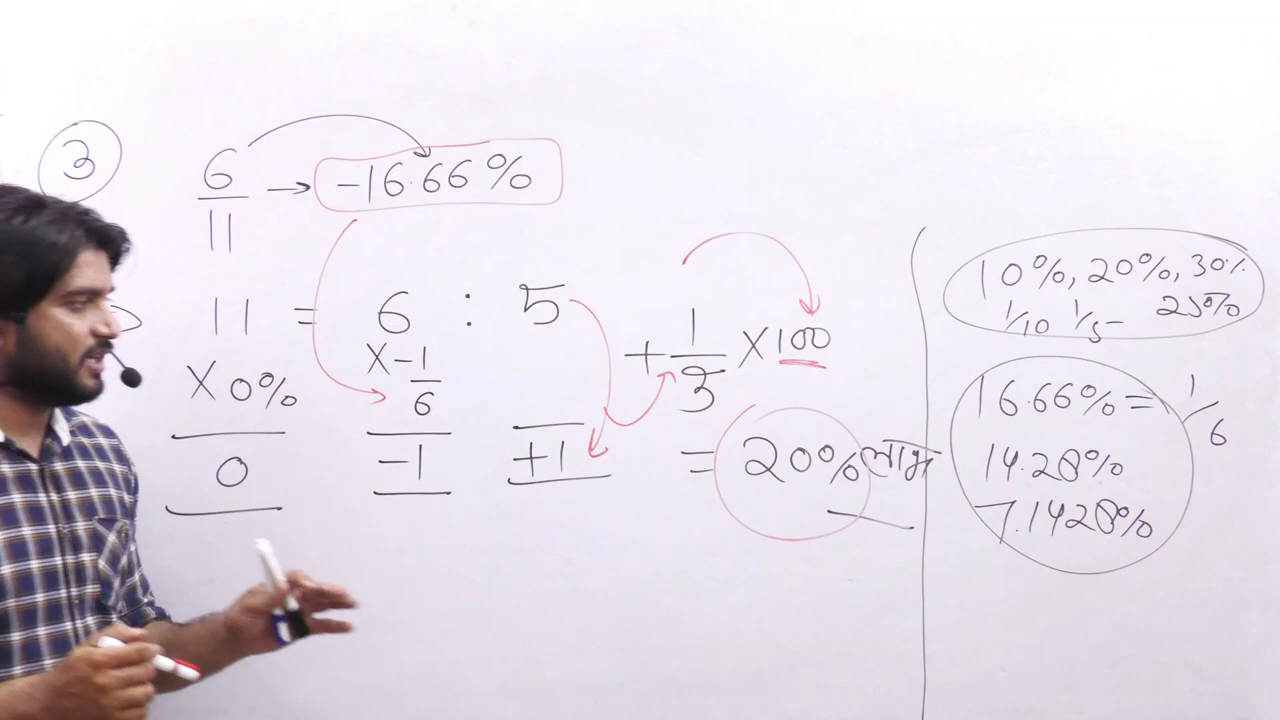 3
6/11 → -16.66%
11 = 6 : 5
×0% ×-1/6 +1/3 ×100
0 -1 +1 = 20% लाभ
10%, 20%, 30%
1/10 1/5 25%
16.66% = 1/6
14.28%
7.1428%